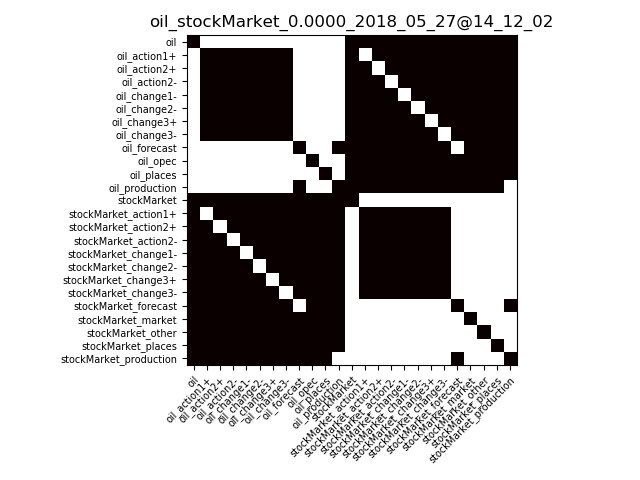 oil_stockMarket_0.0000_2018_05_27@14_12_02
oil
oil_action1+
oil_action2+
oil_action2-
oil_change1-
oil_change2-
oil_change3+
oil_change3-
oil_forecast
oil_opec
oil_places
oil_production
stockMarket
stockMarket_action1+
stockMarket_action2+
stockMarket_action2-
stockMarket_change1-
stockMarket_change2-
stockMarket_change3+
stockMarket_change3-
stockMarket_forecast
stockMarket_market
stockMarket_other
stockMarket_places
stockMarket_production
oil
oil_action1+
oil_action2+
oil_action2-
oil_change1-
oil_change2-
oil_change3+
oil_change3-
oil_forecast
oil_opec
oil_places
oil_production
stockMarket
stockMarket_action1+
stockMarket_action2+
stockMarket_action2-
stockMarket_change1-
stockMarket_change2-
stockMarket_change3+
stockMarket_change3-
stockMarket_forecast
stockMarket_market
stockMarket_other
stockMarket_places
stockMarket_production